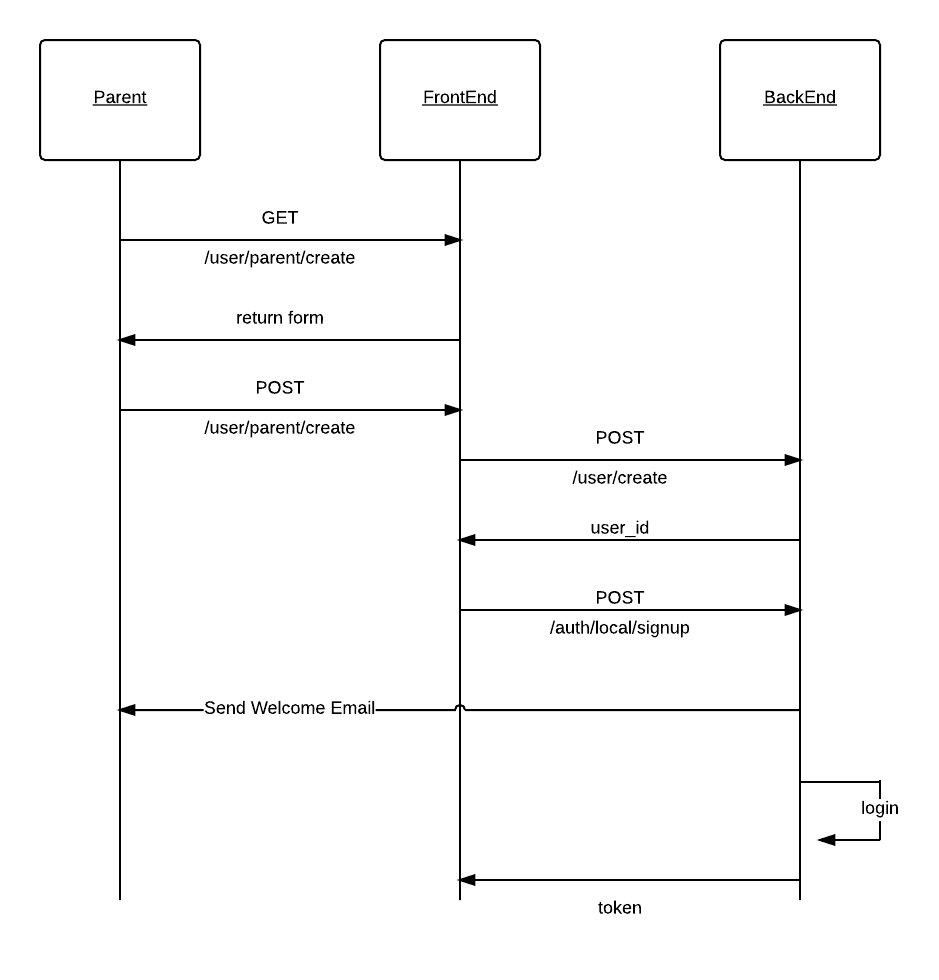 Parent
FrontEnd
BackEnd
GET
/user/parent/create
return form
POST
/user/parent/create
POST
/user/create
user_id
POST
/auth/local/signup
Send Welcome Email
login
token